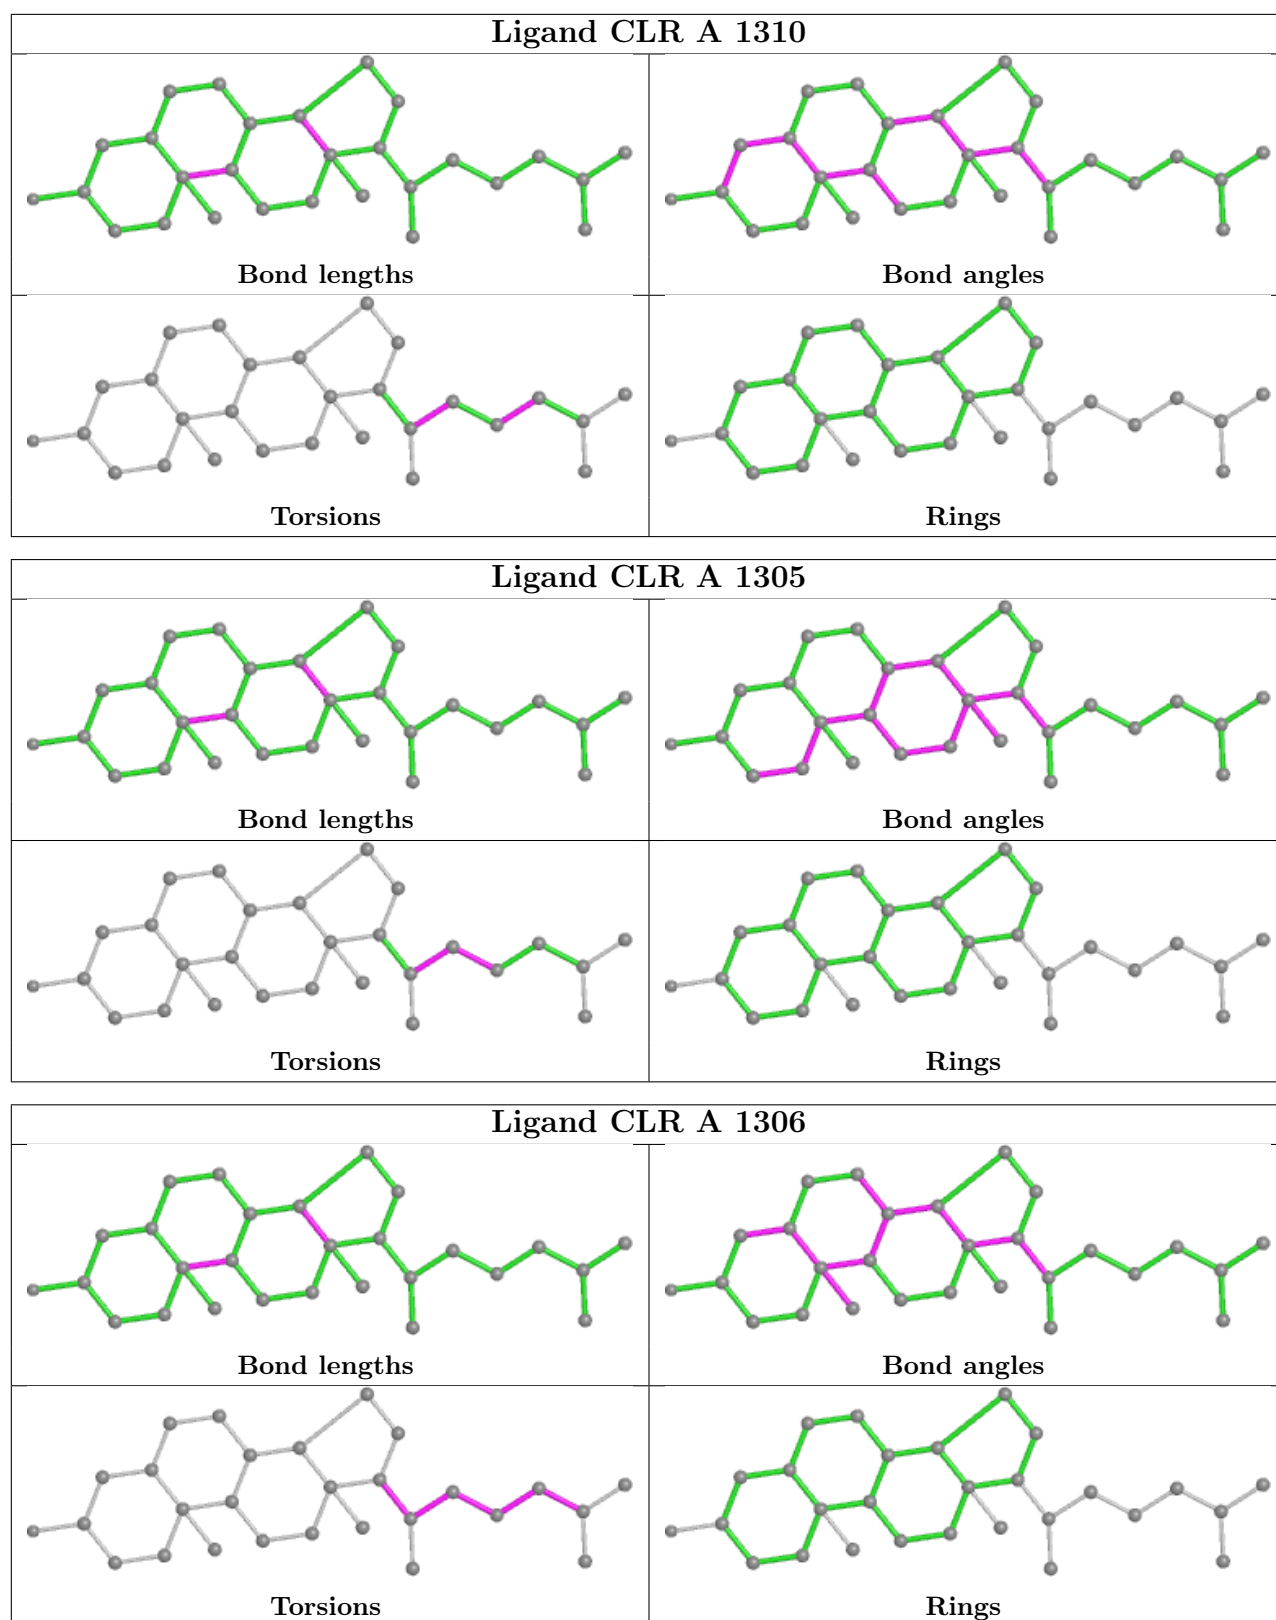 Ligand CLR A 1310
Bond lengths
Bond angles
Torsions
Rings
Ligand CLR A 1305
Bond lengths
Bond angles
Torsions
Rings
Ligand CLR A 1306
Bond lengths
Bond angles
Torsions
Rings